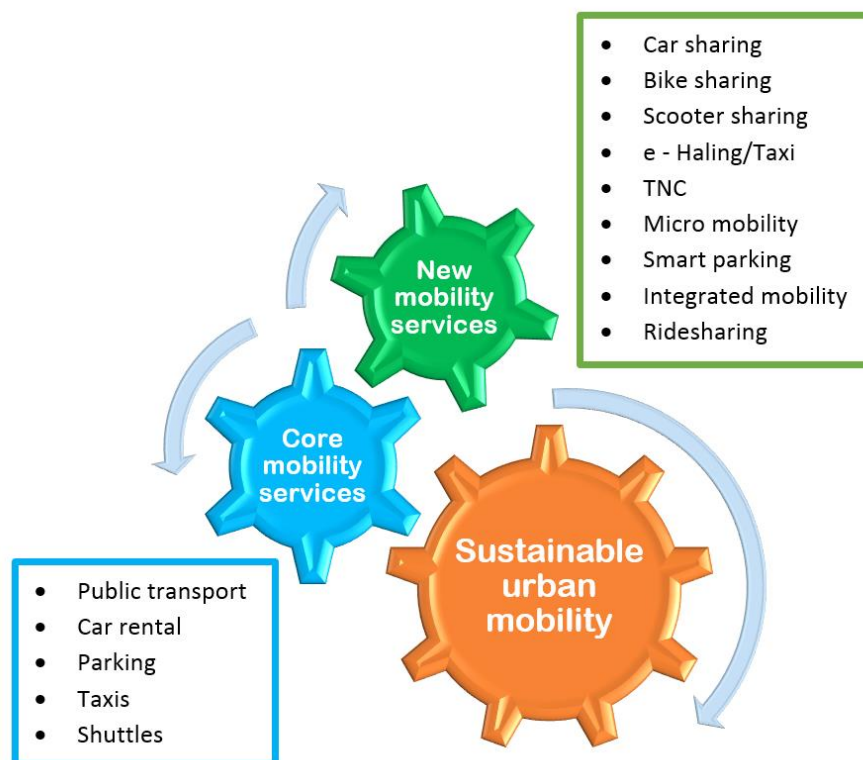 • Car sharing
• Bike sharing
• Scooter sharing
• e - Haling/Taxi
• TNC
• Micro mobility
• Smart parking
• Integrated mobility
• Ridesharing
New
mobility
services
Core
mobility
services
Sustainable
urban
mobility
• Public transport
• Car rental
• Parking
• Taxis
• Shuttles